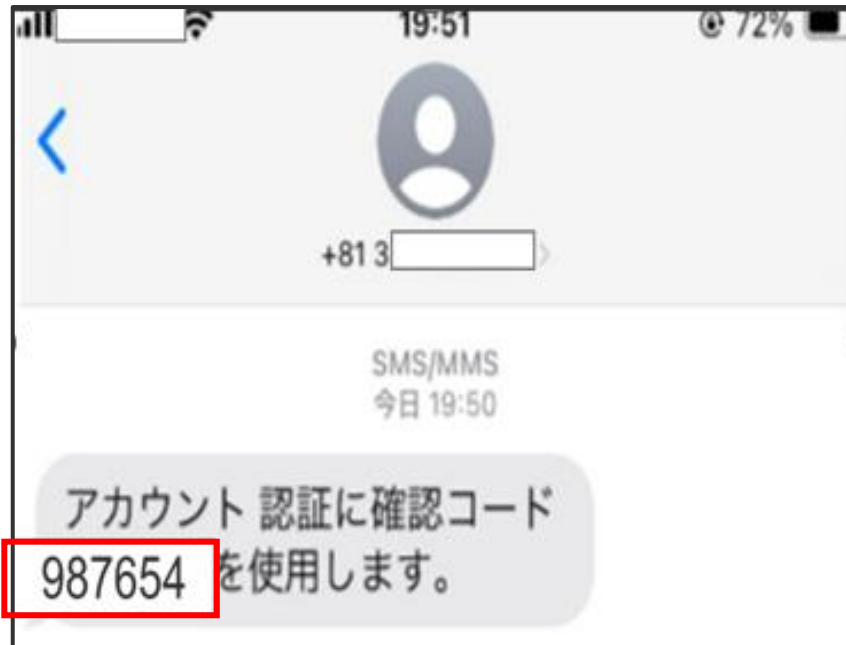 19:51
72%
+81 3
SMS/MMS
今日 19:50
アカウント 認証に確認コード
987654 を使用します。